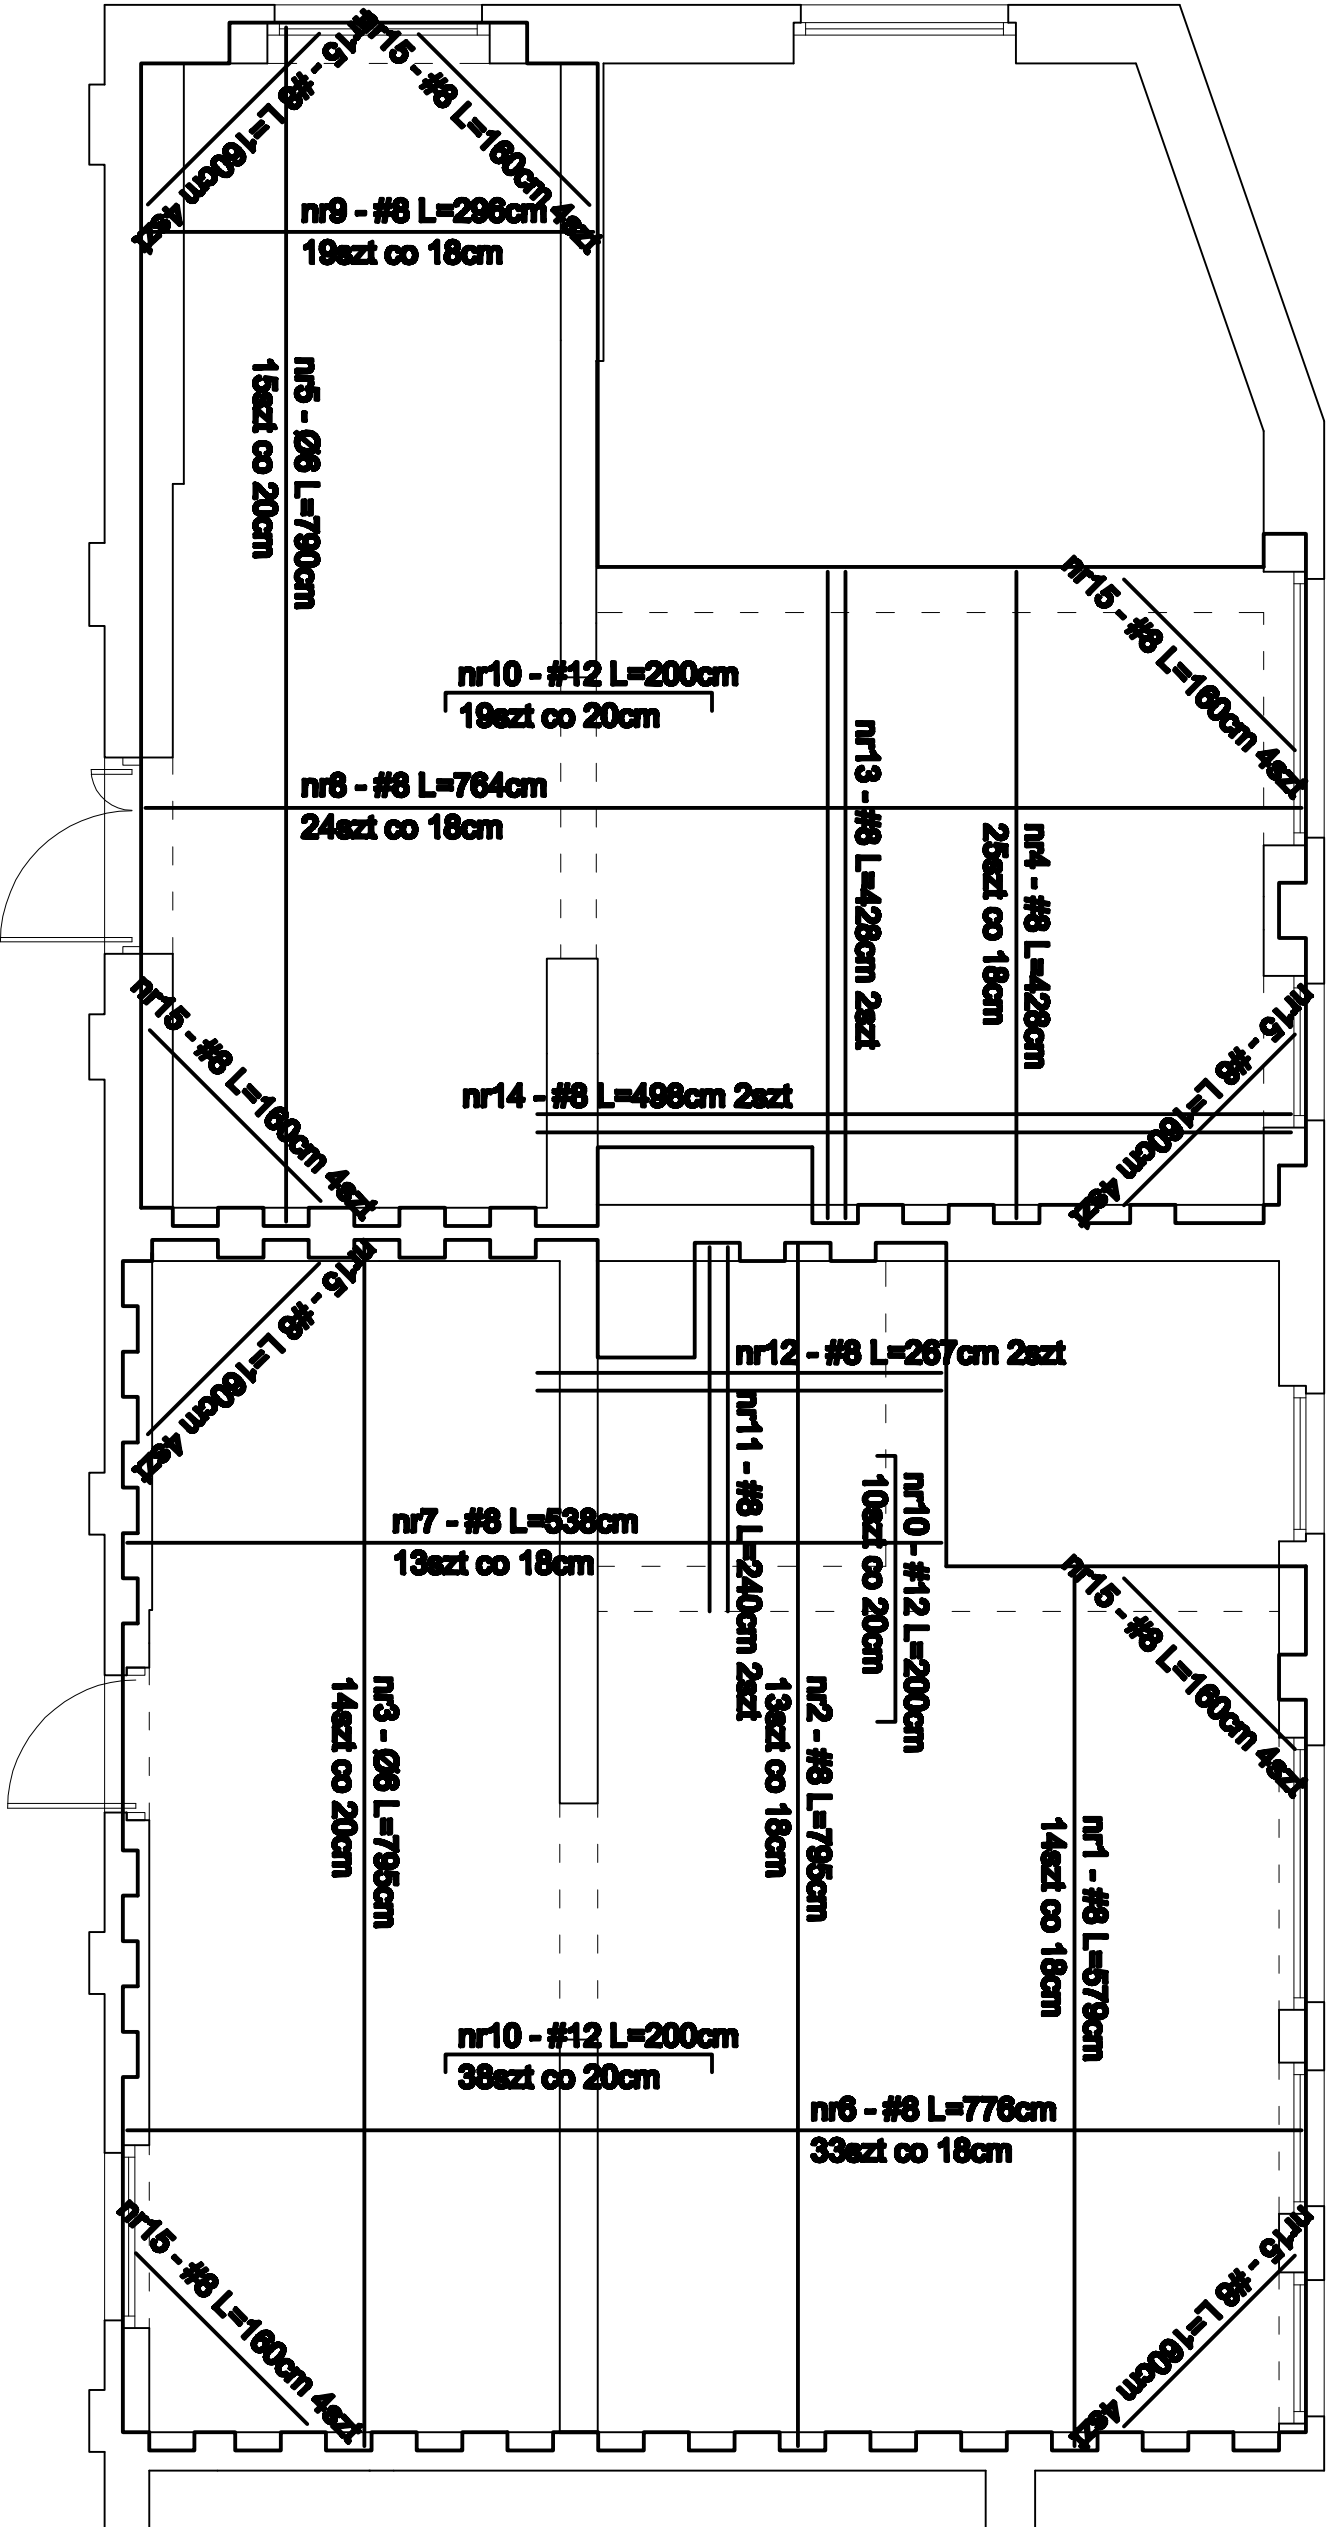 nr15 - #8 L=160cm 4szt
nr15 - #8 L=160cm 4szt
nr9 - #8 L=296cm
19szt co 18cm
nr5 - Ø6 L=790cm
15szt co 20cm
nr15 - #8 L=160cm 4szt
nr10 - #12 L=200cm
19szt co 20cm
nr13 - #8 L=428cm 2szt
nr8 - #8 L=764cm
24szt co 18cm
nr4 - #8 L=428cm
25szt co 18cm
nr15 - #8 L=160cm 4szt
nr15 - #8 L=160cm 4szt
nr14 - #8 L=498cm 2szt
nr15 - #8 L=160cm 4szt
nr12 - #8 L=267cm 2szt
nr11 - #8 L=240cm 2szt
nr10 - #12 L=200cm
10szt co 20cm
nr7 - #8 L=538cm
13szt co 18cm
nr15 - #8 L=160cm 4szt
nr3 - Ø6 L=795cm
14szt co 20cm
nr2 - #8 L=795cm
13szt co 18cm
nr1 - #8 L=579cm
14szt co 18cm
nr10 - #12 L=200cm
38szt co 20cm
nr6 - #8 L=776cm
33szt co 18cm
nr15 - #8 L=160cm 4szt
nr15 - #8 L=160cm 4szt